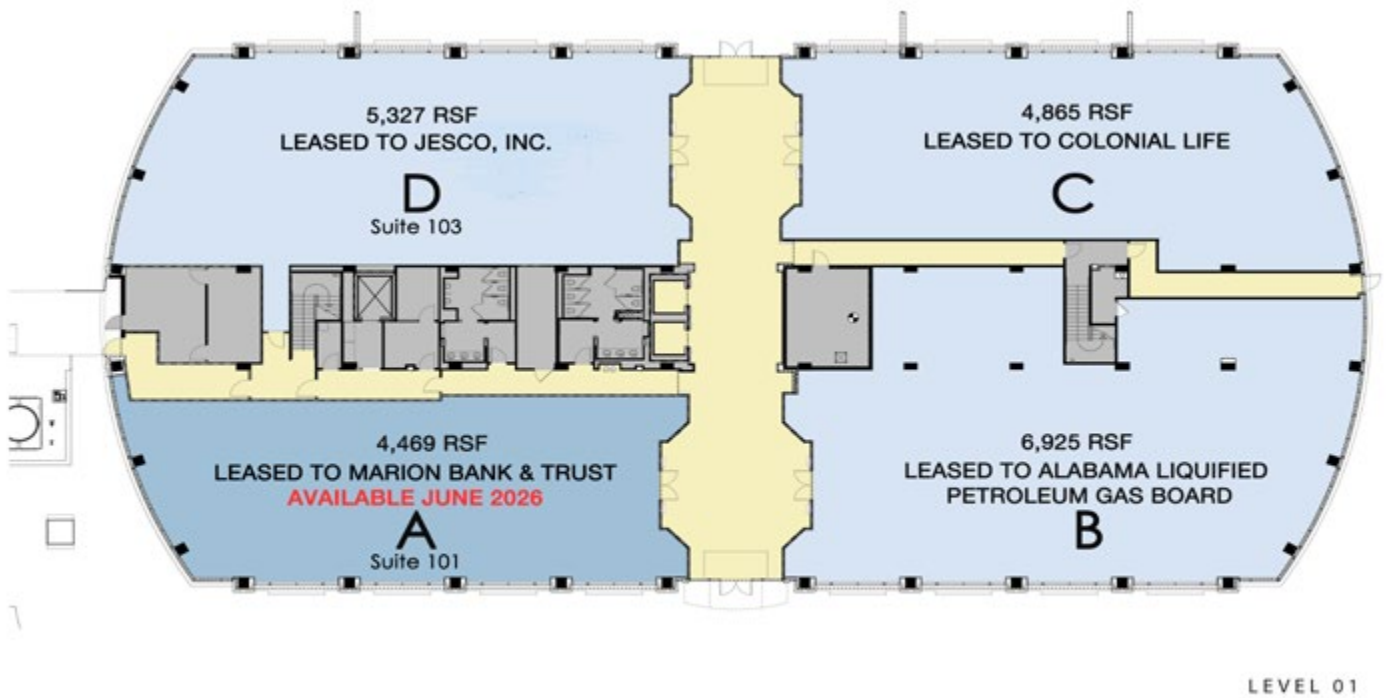 5,327 RSF
LEASED TO JESCO, INC.
D
Suite 103
4,865 RSF
LEASED TO COLONIAL LIFE
C
4,469 RSF
LEASED TO MARION BANK & TRUST
AVAILABLE JUNE 2026
A
Suite 101
6,925 RSF
LEASED TO ALABAMA LIQUIFIED
PETROLEUM GAS BOARD
B
LEVEL 01